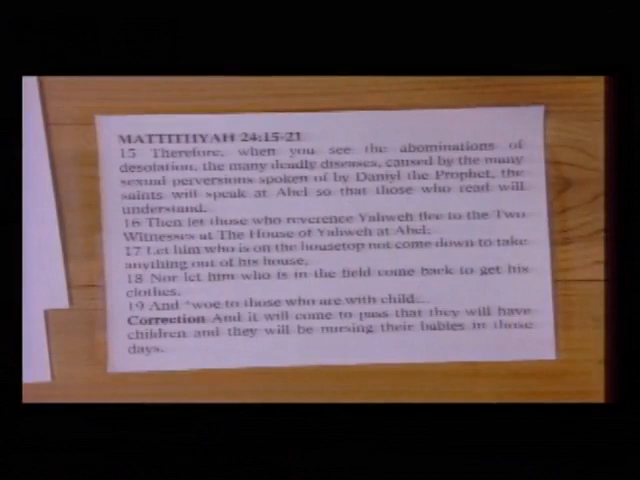 MATTITHYAH 24:15-21
15 Therefore, when you see the abominations of
desolation, the many deadly diseases, caused by the many
sexual perversions spoken of by Daniyl the Prophet, the
saints will speak at Abel so that those who read will
understand.
16 Then let those who reverence Yahweh flee to the Two
Witnesses at The House of Yahweh at Abel;
17 Let him who is on the housetop not come down to take
anything out of his house.
18 Nor let him who is in the field come back to get his
clothes.
19 And *woe to those who are with child...
Correction And it will come to pass that they will have
children and they will be nursing their babies in those
days.